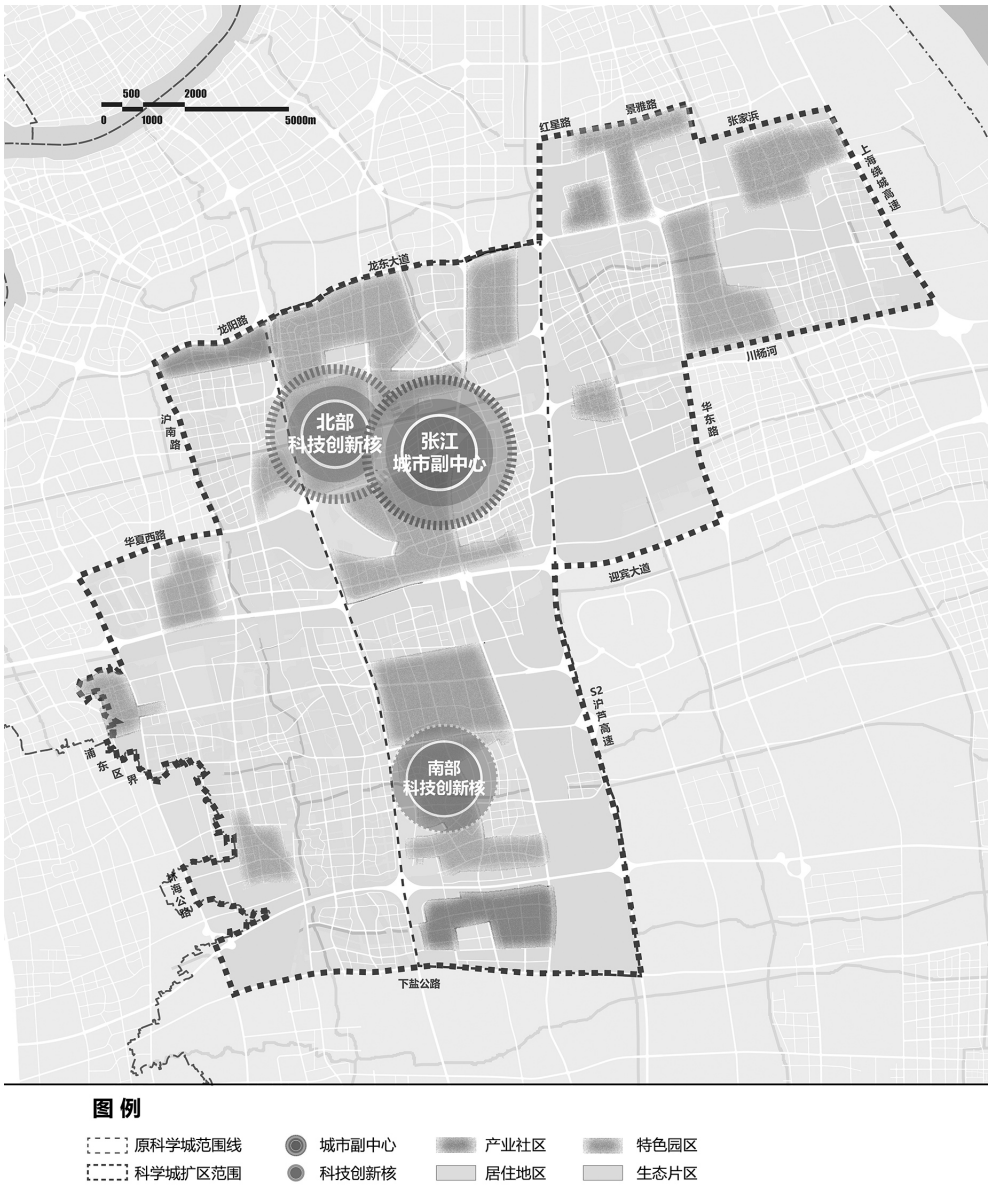 500 2000
0 1000 5000m
红星路
景雅路
张家浜
上海绕城高速
龙东大道
龙阳路
川杨河
沪南路
华东路
北部
科技创新核
张江
城市副中心
华夏西路
迎宾大道
S2沪芦高速
浦东区界
南部
科技创新核
林海公路
下盐公路
图例
原科学城范围线 城市副中心 产业社区 特色园区
科学城扩区范围 科技创新核 居住地区 生态片区